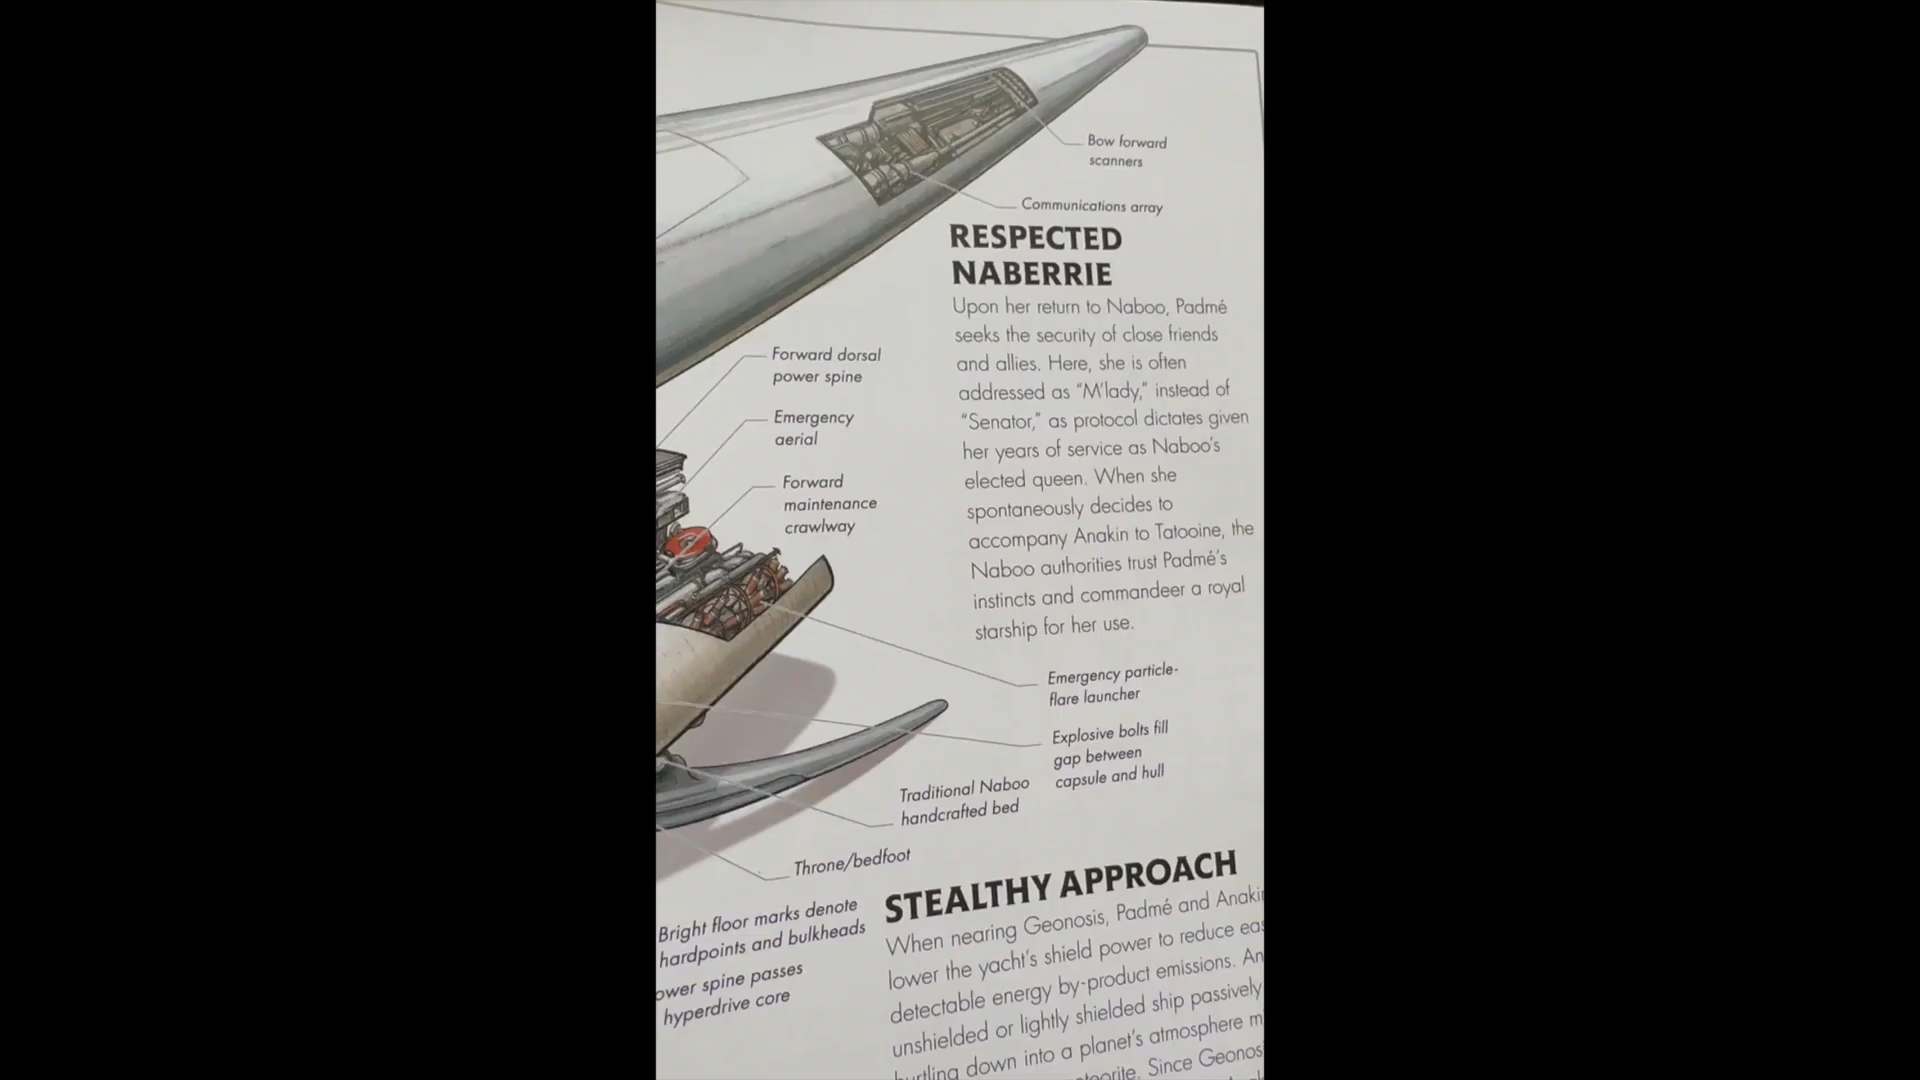 Bow forward
scanners
Communications array
RESPECTED
NABERRIE
Upon her return to Naboo, Padmé
seeks the security of close friends
and allies. Here, she is often
addressed as “M’lady,” instead of
“Senator,” as protocol dictates given
her years of service as Naboo’s
elected queen. When she
spontaneously decides to
accompany Anakin to Tatooine, the
Naboo authorities trust Padmé’s
instincts and commandeer a royal
starship for her use.
Forward dorsal
power spine
Emergency
aerial
Forward
maintenance
crawlway
Emergency particle-
flare launcher
Explosive bolts fill
gap between
capsule and hull
Traditional Naboo
handcrafted bed
Throne/bedfoot
Bright floor marks denote
hardpoints and bulkheads
spine passes
hyperdrive core
STEALTHY APPROACH
When nearing Geonosis, Padmé and
lower the yacht’s shield power to reduce
detectable energy by-product emissions.
unshielded or lightly shielded ship passively
down into a planet’s atmosphere
Since